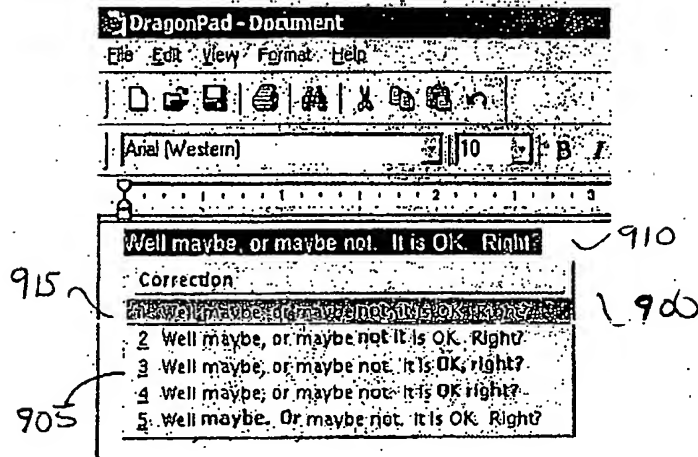 DragonPad - Document
File Edit View Format Help
Arial (Western) 10 B I
1 2 3
Well maybe, or maybe not. It is OK. Right? 910
Correction
915 900
2 Well maybe, or maybe not it is OK. Right?
3 Well maybe, or maybe not. It is OK, right?
4 Well maybe, or maybe not. It is OK right?
905 5 Well maybe. Or maybe not. It is OK. Right?